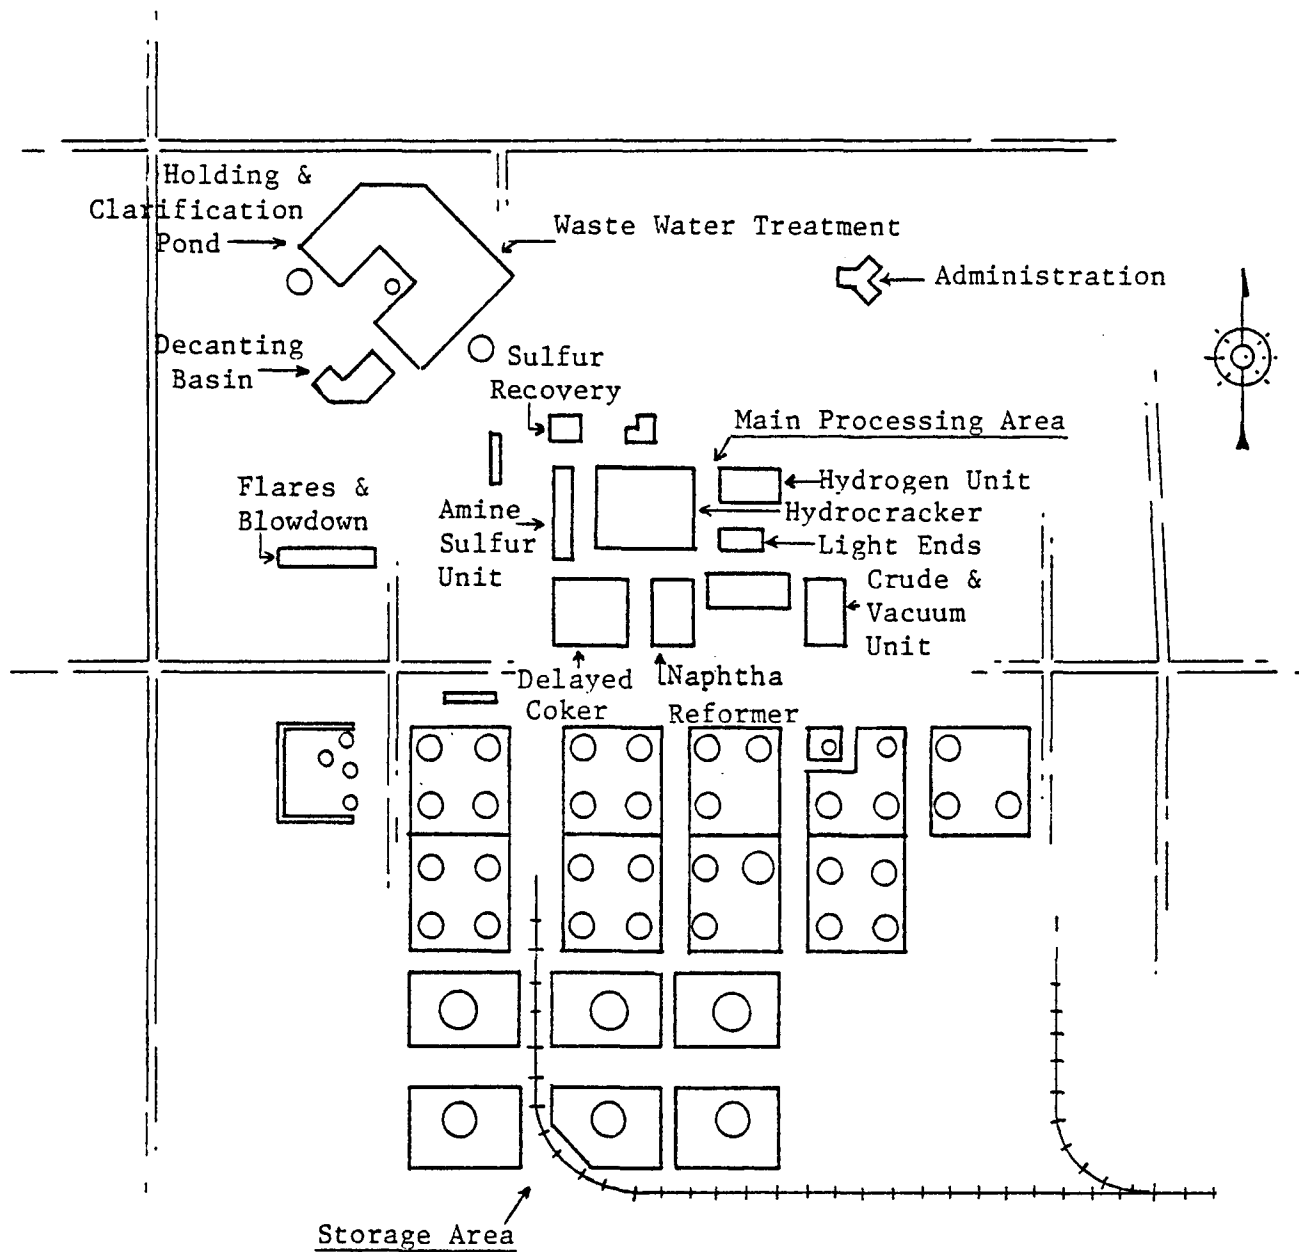 Holding &
Clarification
Pond
Waste Water Treatment
Administration
Decanting
Basin
Sulfur
Recovery
Main Processing Area
Flares &
Blowdown
Amine
Sulfur
Unit
Hydrogen Unit
Hydrocracker
Light Ends
Crude &
Vacuum
Unit
Delayed
Coker
Naphtha
Reformer
Storage Area